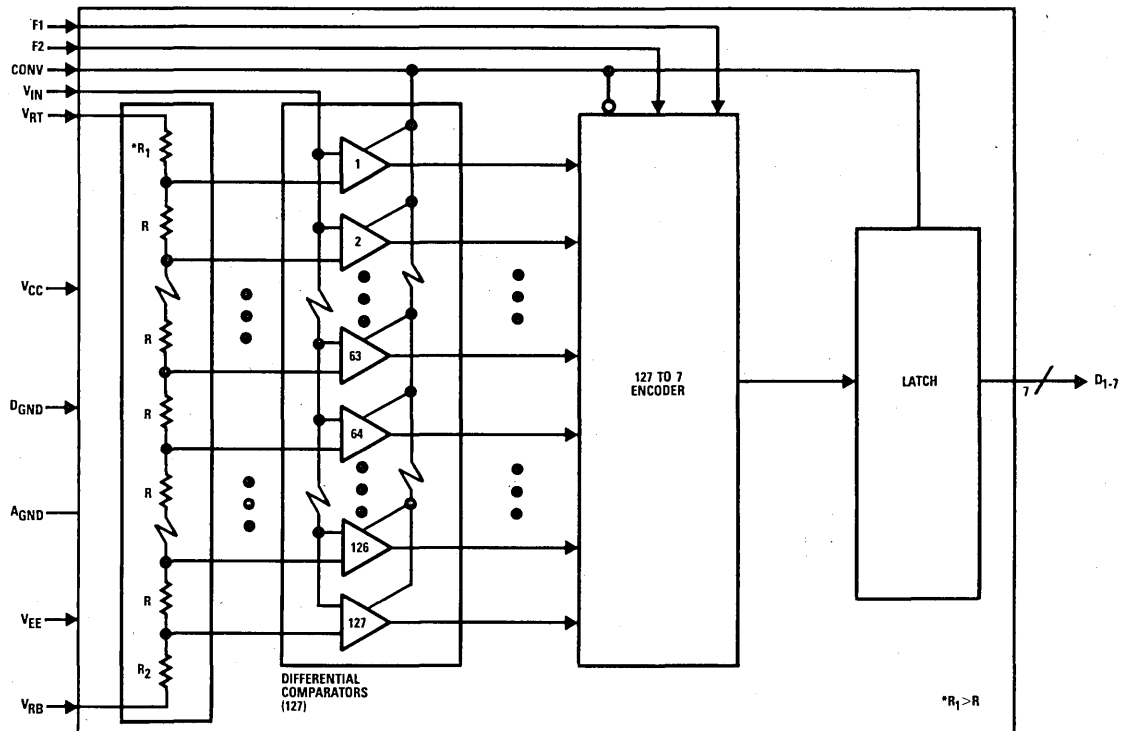 F1
F2
CONV
VIN
VRT
VCC
DGND
AGND
VEE
VRB
*R1
R
R
R
R
R
R2
1
2
63
64
126
127
DIFFERENTIAL
COMPARATORS
(127)
127 TO 7
ENCODER
LATCH
7
D1-7
*R1>R